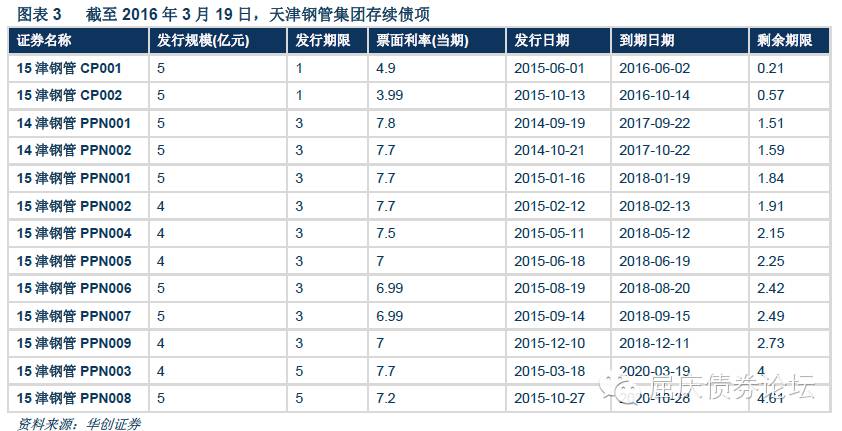 图表 3 截至 2016 年 3 月 19 日，天津钢管集团存续债项
证券名称 发行规模(亿元) 发行期限 票面利率(当期) 发行日期 到期日期 剩余期限
15 津钢管 CP001 5 1 4.9 2015-06-01 2016-06-02 0.21
15 津钢管 CP002 5 1 3.99 2015-10-13 2016-10-14 0.57
14 津钢管 PPN001 5 3 7.8 2014-09-19 2017-09-22 1.51
14 津钢管 PPN002 5 3 7.7 2014-10-21 2017-10-22 1.59
15 津钢管 PPN001 5 3 7.7 2015-01-16 2018-01-19 1.84
15 津钢管 PPN002 4 3 7.7 2015-02-12 2018-02-13 1.91
15 津钢管 PPN004 4 3 7.5 2015-05-11 2018-05-12 2.15
15 津钢管 PPN005 4 3 7 2015-06-18 2018-06-19 2.25
15 津钢管 PPN006 5 3 6.99 2015-08-19 2018-08-20 2.42
15 津钢管 PPN007 5 3 6.99 2015-09-14 2018-09-15 2.49
15 津钢管 PPN009 4 3 7 2015-12-10 2018-12-11 2.73
15 津钢管 PPN003 4 5 7.7 2015-03-18 2020-03-19 4
15 津钢管 PPN008 5 5 7.2 2015-10-27 2020-10-28 4.61
屈庆债券论坛
资料来源：华创证券